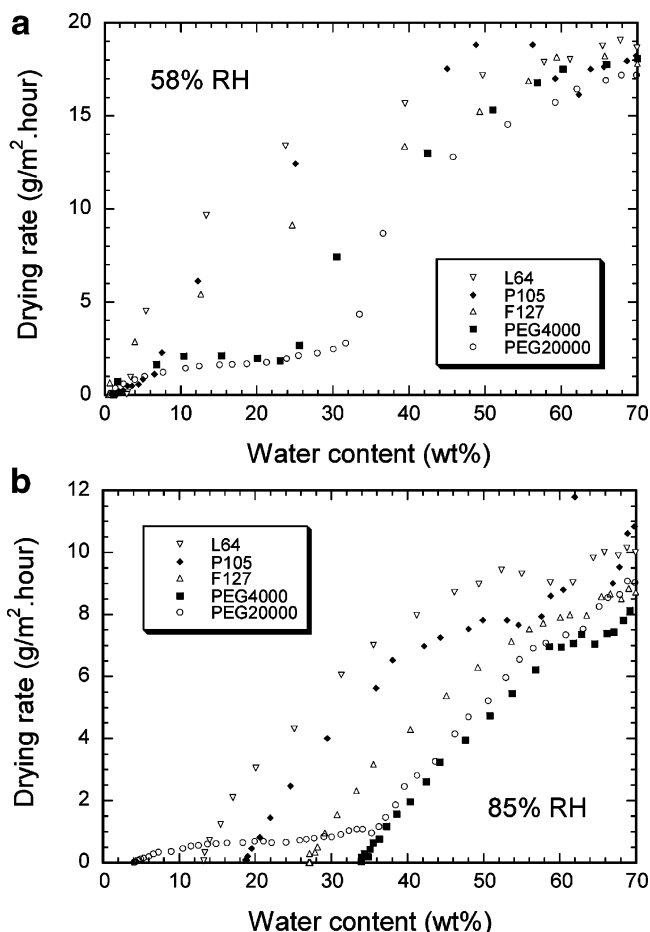 a
20
15
10
5
0
Drying rate (g/m².hour)
58% RH
L64
P105
F127
PEG4000
PEG20000
0 10 20 30 40 50 60 70
Water content (wt%)
b
12
10
8
6
4
2
0
Drying rate (g/m².hour)
L64
P105
F127
PEG4000
PEG20000
85% RH
0 10 20 30 40 50 60 70
Water content (wt%)